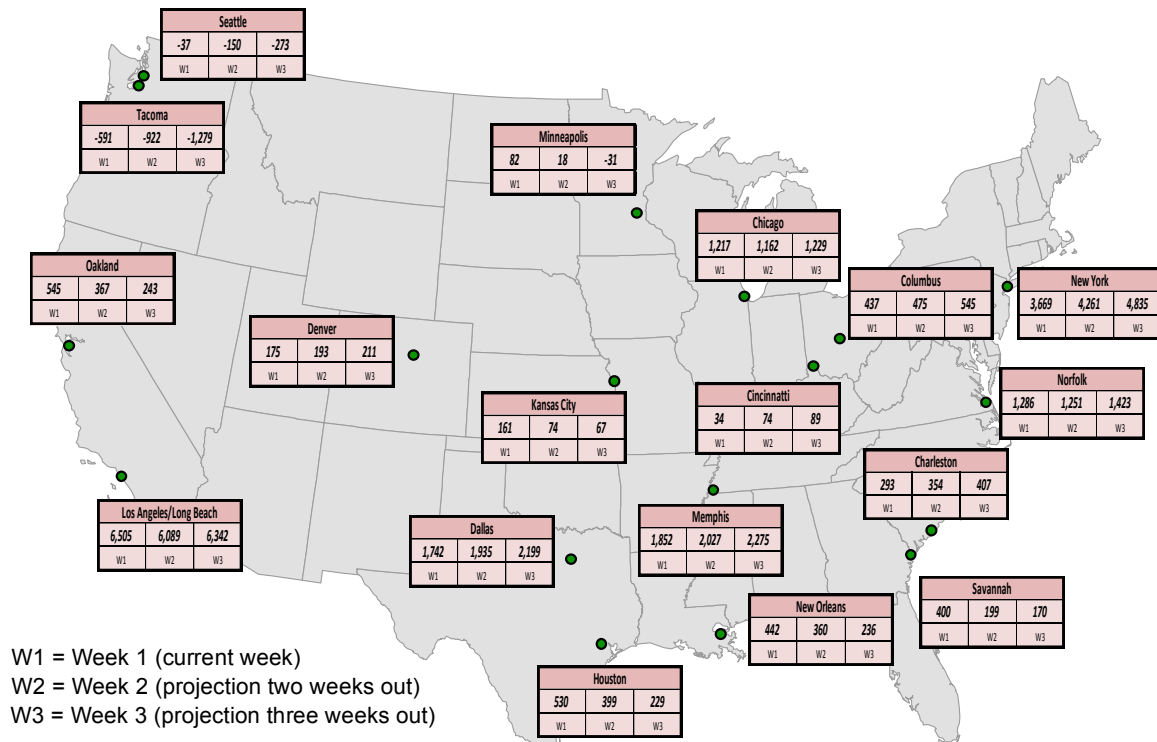 Seattle
-37 -150 -273
W1 W2 W3
Tacoma
-591 -922 -1,279
W1 W2 W3
Minneapolis
82 18 -31
W1 W2 W3
Chicago
1,217 1,162 1,229
W1 W2 W3
Oakland
545 367 243
W1 W2 W3
Columbus
437 475 545
W1 W2 W3
New York
3,669 4,261 4,835
W1 W2 W3
Denver
175 193 211
W1 W2 W3
Norfolk
1,286 1,251 1,423
W1 W2 W3
Kansas City
161 74 67
W1 W2 W3
Cincinnatti
34 74 89
W1 W2 W3
Charleston
293 354 407
W1 W2 W3
Los Angeles/Long Beach
6,505 6,089 6,342
W1 W2 W3
Dallas
1,742 1,935 2,199
W1 W2 W3
Memphis
1,852 2,027 2,275
W1 W2 W3
Savannah
400 199 170
W1 W2 W3
New Orleans
442 360 236
W1 W2 W3
Houston
530 399 229
W1 W2 W3
W1 = Week 1 (current week)
W2 = Week 2 (projection two weeks out)
W3 = Week 3 (projection three weeks out)